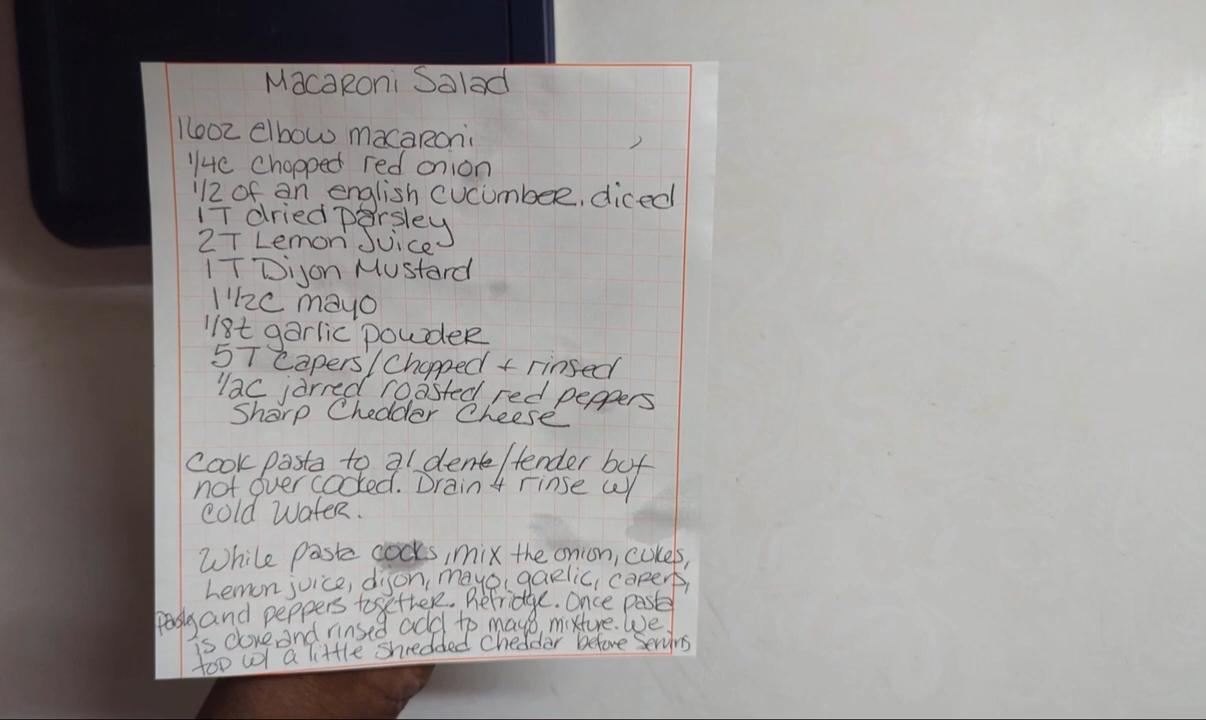 Macaroni Salad
16oz elbow macaroni
1/4c Chopped red onion
1/2 of an english cucumber, diced
1T dried parsley
2T Lemon Juice
1T Dijon Mustard
1 1/2c mayo
1/8t garlic powder
5T Capers/Chopped + rinsed
1/2c jarred roasted red peppers
Sharp Cheddar Cheese
Cook pasta to al dente/tender but
not over cooked. Drain + rinse w/
cold water.
While pasta cooks, mix the onion, cukes,
Lemon juice, dijon, mayo, garlic, capers,
parsley and peppers together. Refridge. Once pasta
is done and rinsed add to mayo mixture. We
top w/ a little shredded cheddar before serving